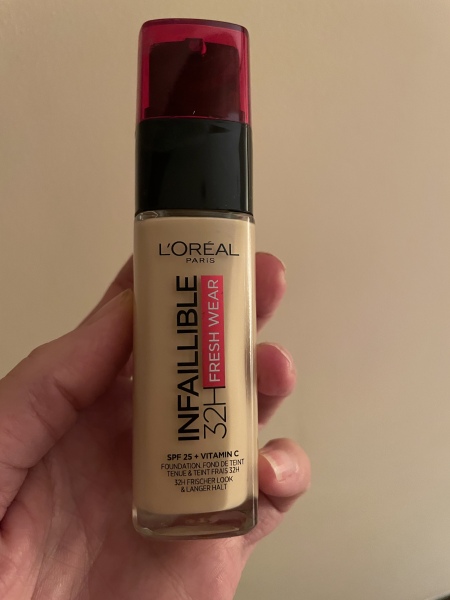 L'ORÉAL
PARIS
INFAILLIBLE
32H FRESH WEAR
SPF 25 + VITAMIN C
FOUNDATION, FOND DE TEINT
TENUE & TEINT FRAIS 32H
32H FRISCHER LOOK
& LANGER HALT